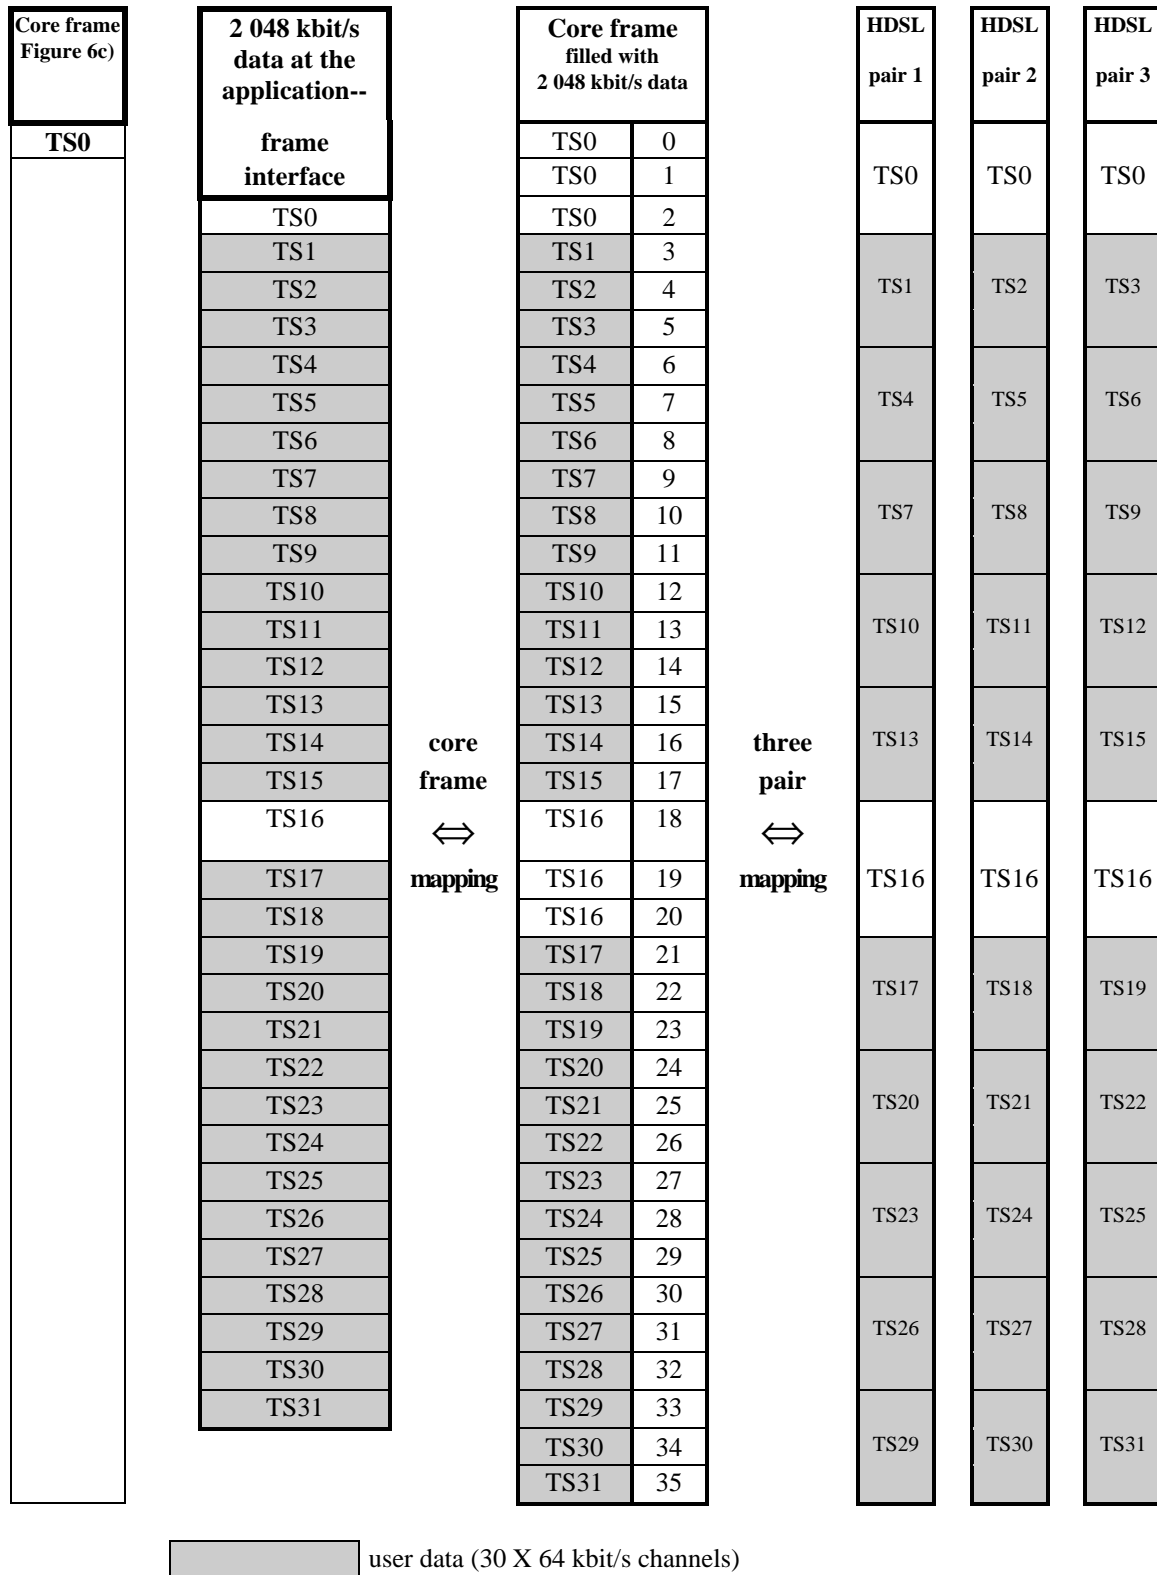 Core frame 2 048 kbit/s Core frame HDSL HDSL HDSL
Figure 6c) data at the filled with
application-- 2 048 kbit/s data pair 1 pair 2 pair 3
TS0 frame TS0 0
interface TS0 1 TS0 TS0 TS0
TS0 TS0 2
TS1 TS1 3
TS2 TS2 4 TS1 TS2 TS3
TS3 TS3 5
TS4 TS4 6
TS5 TS5 7 TS4 TS5 TS6
TS6 TS6 8
TS7 TS7 9
TS8 TS8 10 TS7 TS8 TS9
TS9 TS9 11
TS10 TS10 12
TS11 TS11 13 TS10 TS11 TS12
TS12 TS12 14
TS13 TS13 15
TS14 core TS14 16 three TS13 TS14 TS15
TS15 frame TS15 17 pair
TS16 ⇔ TS16 18 ⇔
TS17 mapping TS16 19 mapping TS16 TS16 TS16
TS18 TS16 20
TS19 TS17 21
TS20 TS18 22 TS17 TS18 TS19
TS21 TS19 23
TS22 TS20 24
TS23 TS21 25 TS20 TS21 TS22
TS24 TS22 26
TS25 TS23 27
TS26 TS24 28 TS23 TS24 TS25
TS27 TS25 29
TS28 TS26 30
TS29 TS27 31 TS26 TS27 TS28
TS30 TS28 32
TS31 TS29 33
TS30 34 TS29 TS30 TS31
TS31 35
user data (30 X 64 kbit/s channels)